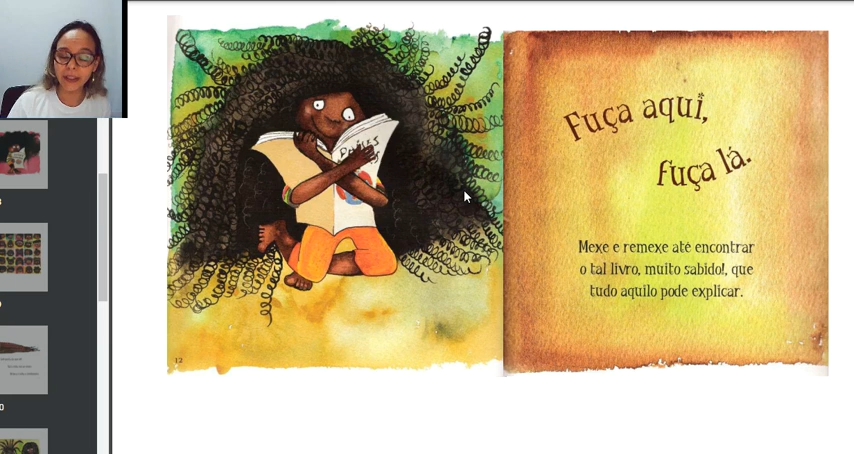 Fuça aqui,
fuça lá.
Mexe e remexe até encontrar
o tal livro, muito sabido!, que
tudo aquilo pode explicar.
12